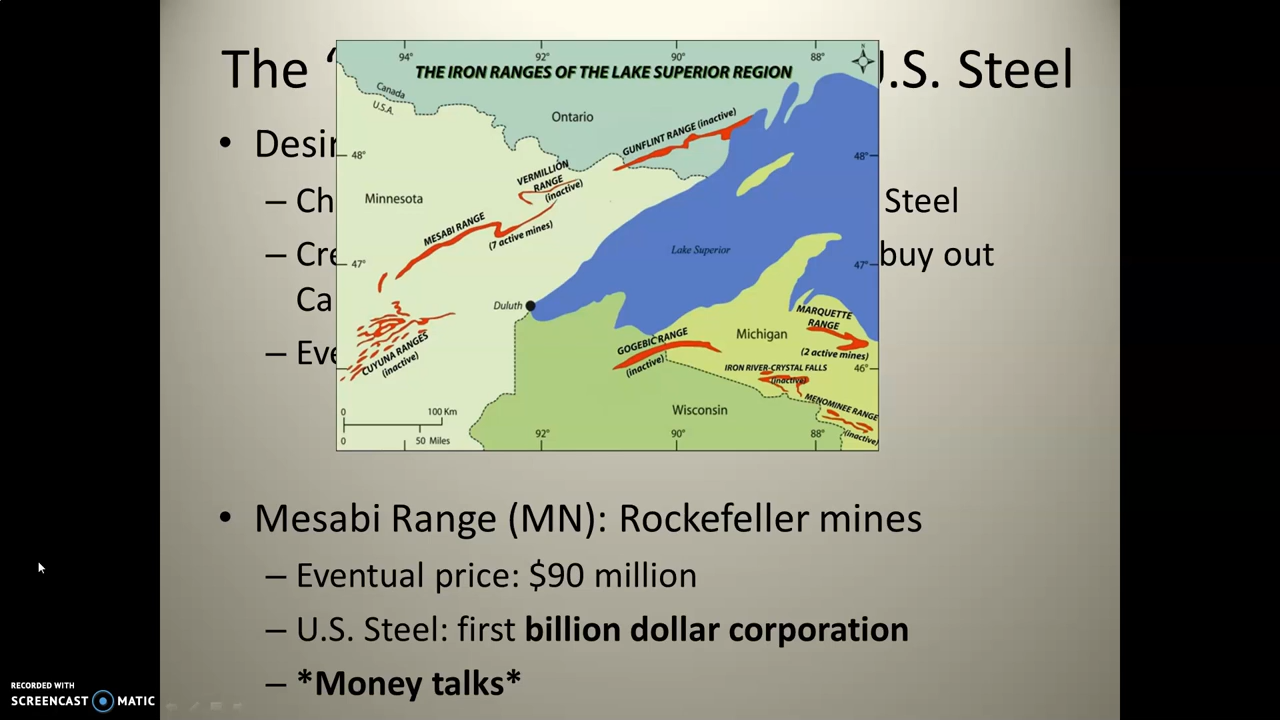 The ‘
.S. Steel
• Desi
– Ch
Steel
– Cre
buy out
Ca
– Eve
94° 92° 90° 88°
N
THE IRON RANGES OF THE LAKE SUPERIOR REGION
Canada
U.S.A.
Ontario
GUNFLINT RANGE (inactive)
48° 48°
VERMILLION
RANGE
(inactive)
Minnesota
MESABI RANGE
(7 active mines)
Lake Superior
47° 47°
Duluth
MARQUETTE
RANGE
(2 active mines)
Michigan
GOGEBIC RANGE
(inactive)
CUYUNA RANGES
(inactive)
IRON RIVER-CRYSTAL FALLS
(inactive)
46°
MENOMINEE RANGE
(inactive)
Wisconsin
0 100 Km
0 50 Miles
92° 90° 88°
• Mesabi Range (MN): Rockefeller mines
– Eventual price: $90 million
– U.S. Steel: first billion dollar corporation
– *Money talks*
RECORDED WITH
SCREENCAST MATIC